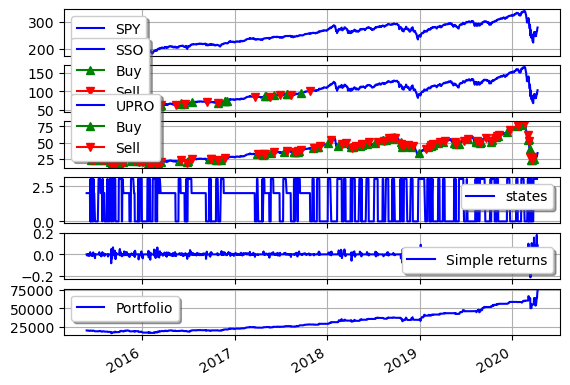 300
200
SPY
150
100
50
SSO
Buy
Sell
75
50
25
UPRO
Buy
Sell
2.5
0.0
states
0.2
0.0
−0.2
Simple returns
75000
50000
25000
Portfolio
2016
2017
2018
2019
2020